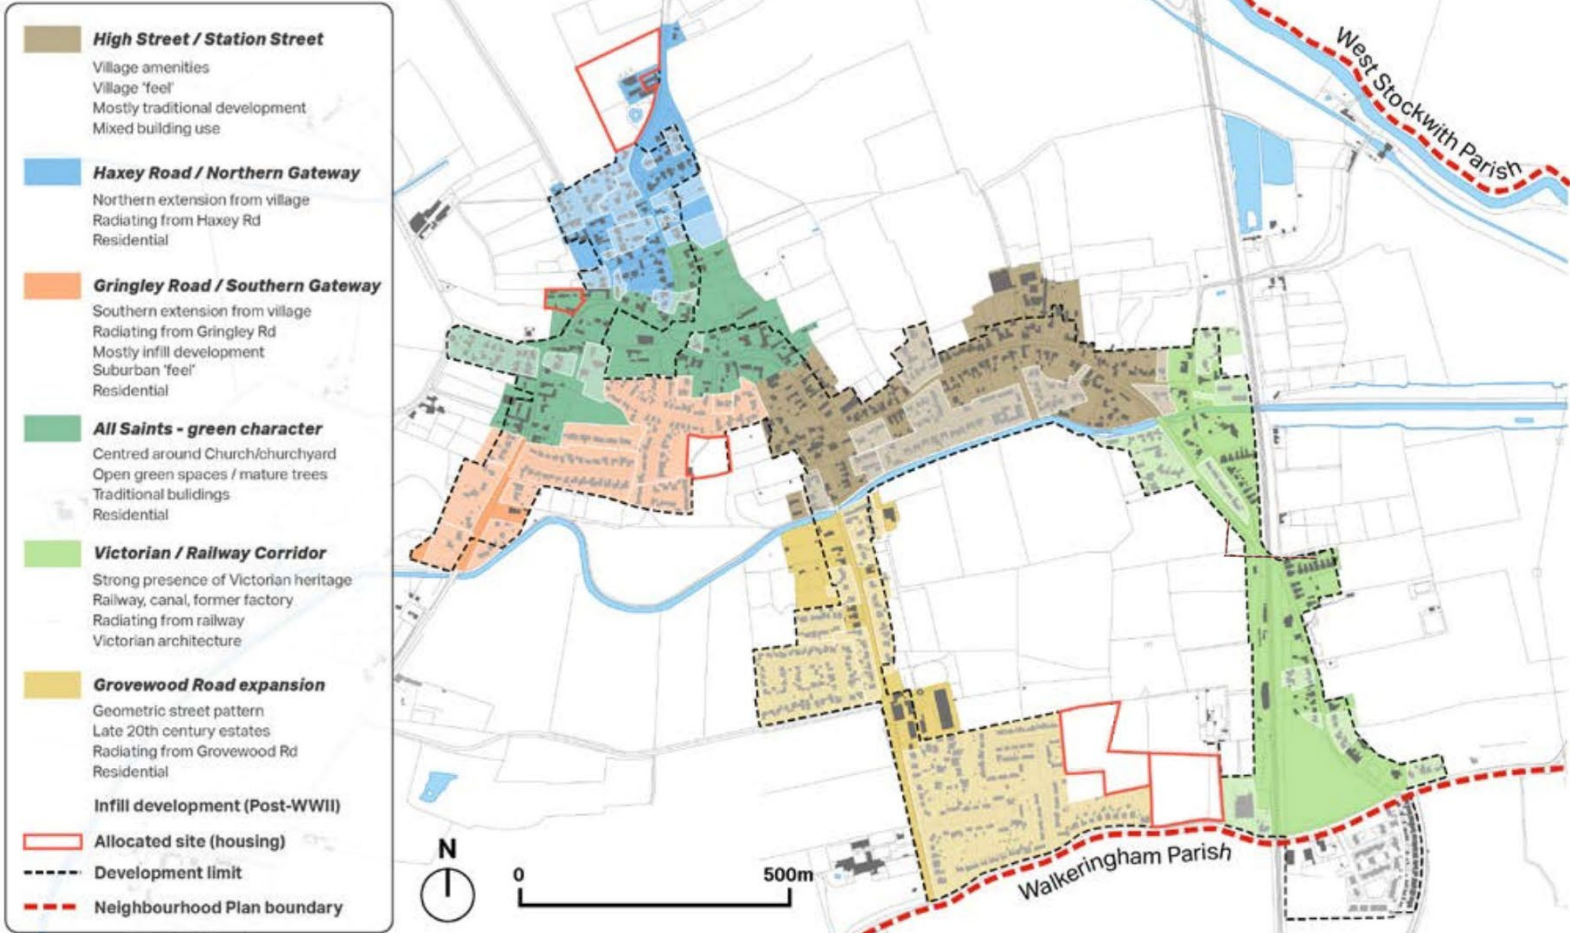 High Street / Station Street
Village amenities
Village 'feel'
Mostly traditional development
Mixed building use
Haxey Road / Northern Gateway
Northern extension from village
Radiating from Haxey Rd
Residential
Gringley Road / Southern Gateway
Southern extension from village
Radiating from Gringley Rd
Mostly infill development
Suburban 'feel'
Residential
All Saints - green character
Centred around Church/churchyard
Open green spaces / mature trees
Traditional buildings
Residential
Victorian / Railway Corridor
Strong presence of Victorian heritage
Railway, canal, former factory
Radiating from railway
Victorian architecture
Grovewood Road expansion
Geometric street pattern
Late 20th century estates
Radiating from Grovewood Rd
Residential
Infill development (Post-WWII)
Allocated site (housing)
Development limit
Neighbourhood Plan boundary
N
0 500m
West Stockwith Parish
Walkeringham Parish